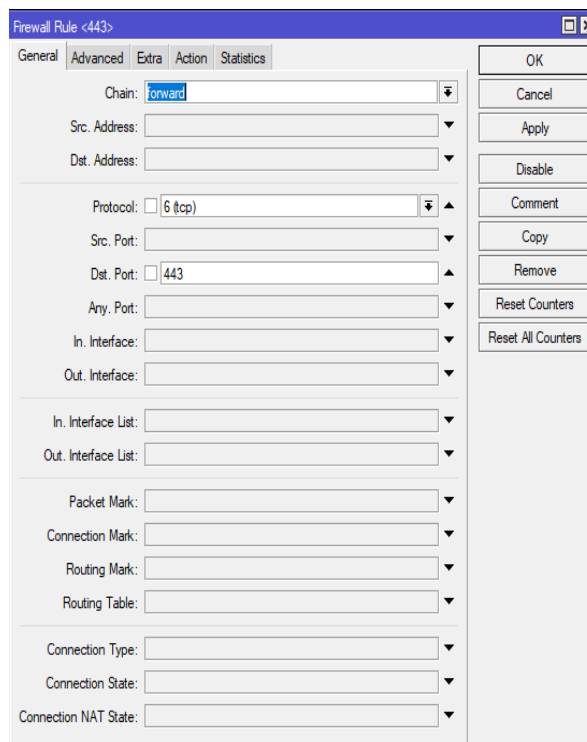 Firewall Rule <443>
General Advanced Extra Action Statistics
Chain: forward
Src. Address:
Dst. Address:
Protocol: 6 (tcp)
Src. Port:
Dst. Port: 443
Any. Port:
In. Interface:
Out. Interface:
In. Interface List:
Out. Interface List:
Packet Mark:
Connection Mark:
Routing Mark:
Routing Table:
Connection Type:
Connection State:
Connection NAT State:
OK
Cancel
Apply
Disable
Comment
Copy
Remove
Reset Counters
Reset All Counters